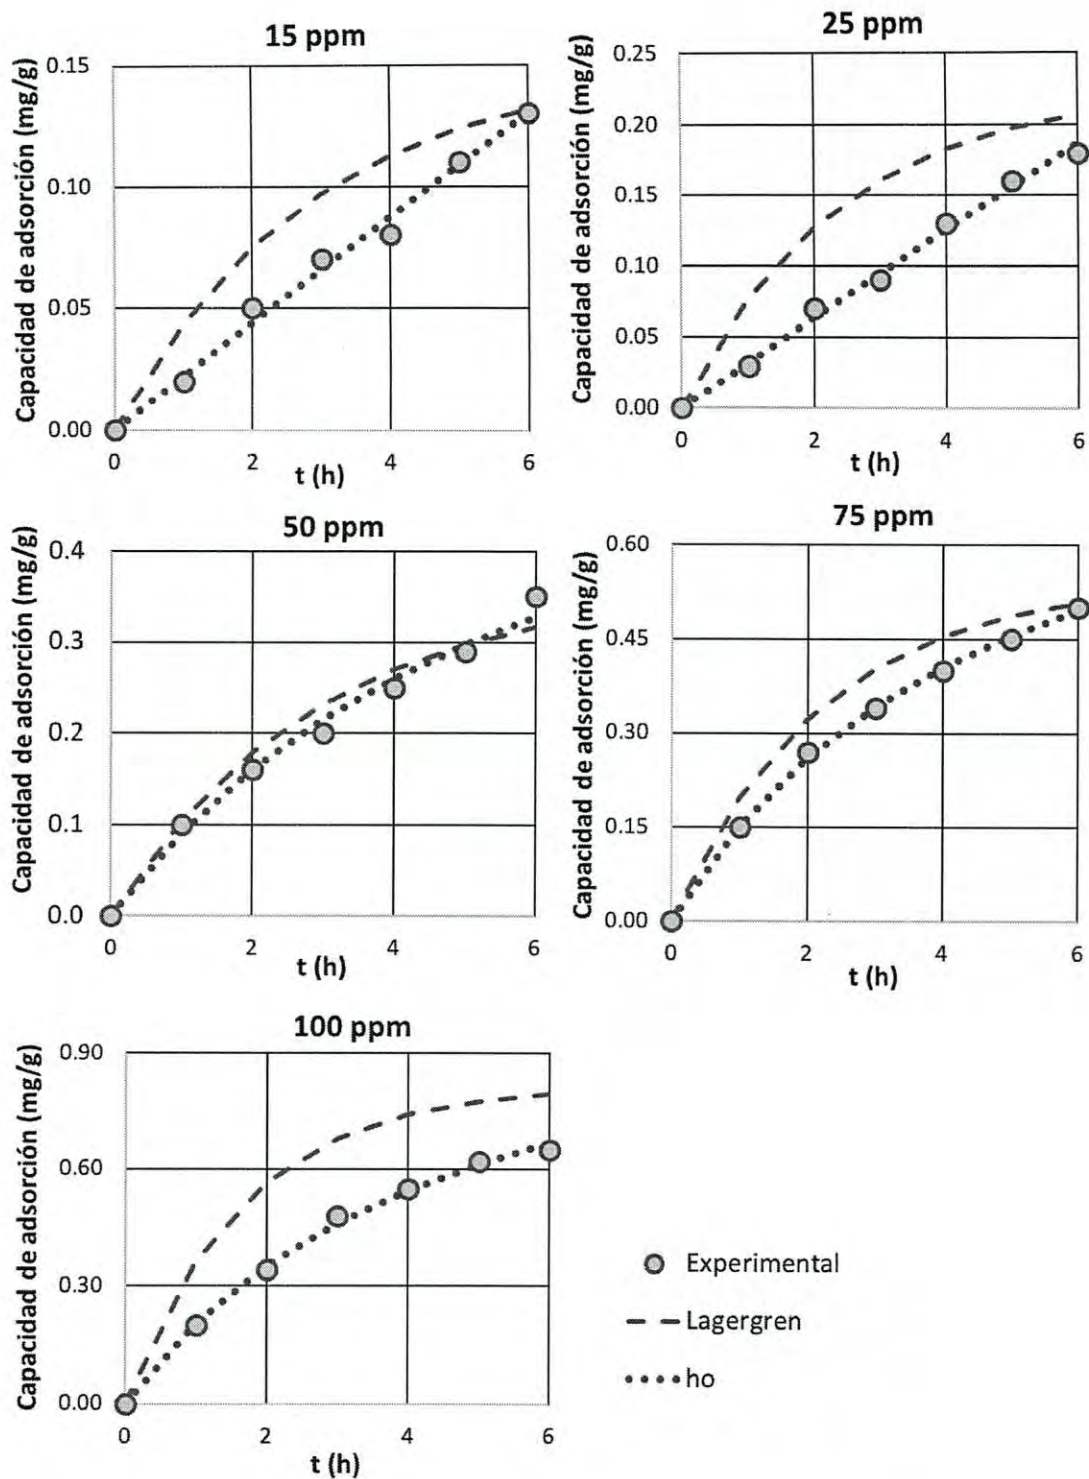 15 ppm
Capacidad de adsorción (mg/g)
0.15
0.10
0.05
0.00
0 2 4 6
t (h)
25 ppm
Capacidad de adsorción (mg/g)
0.25
0.20
0.15
0.10
0.05
0.00
0 2 4 6
t (h)
50 ppm
Capacidad de adsorción (mg/g)
0.4
0.3
0.2
0.1
0.0
0 2 4 6
t (h)
75 ppm
Capacidad de adsorción (mg/g)
0.60
0.45
0.30
0.15
0.00
0 2 4 6
t (h)
100 ppm
Capacidad de adsorción (mg/g)
0.90
0.60
0.30
0.00
0 2 4 6
t (h)
Experimental
Lagergren
ho